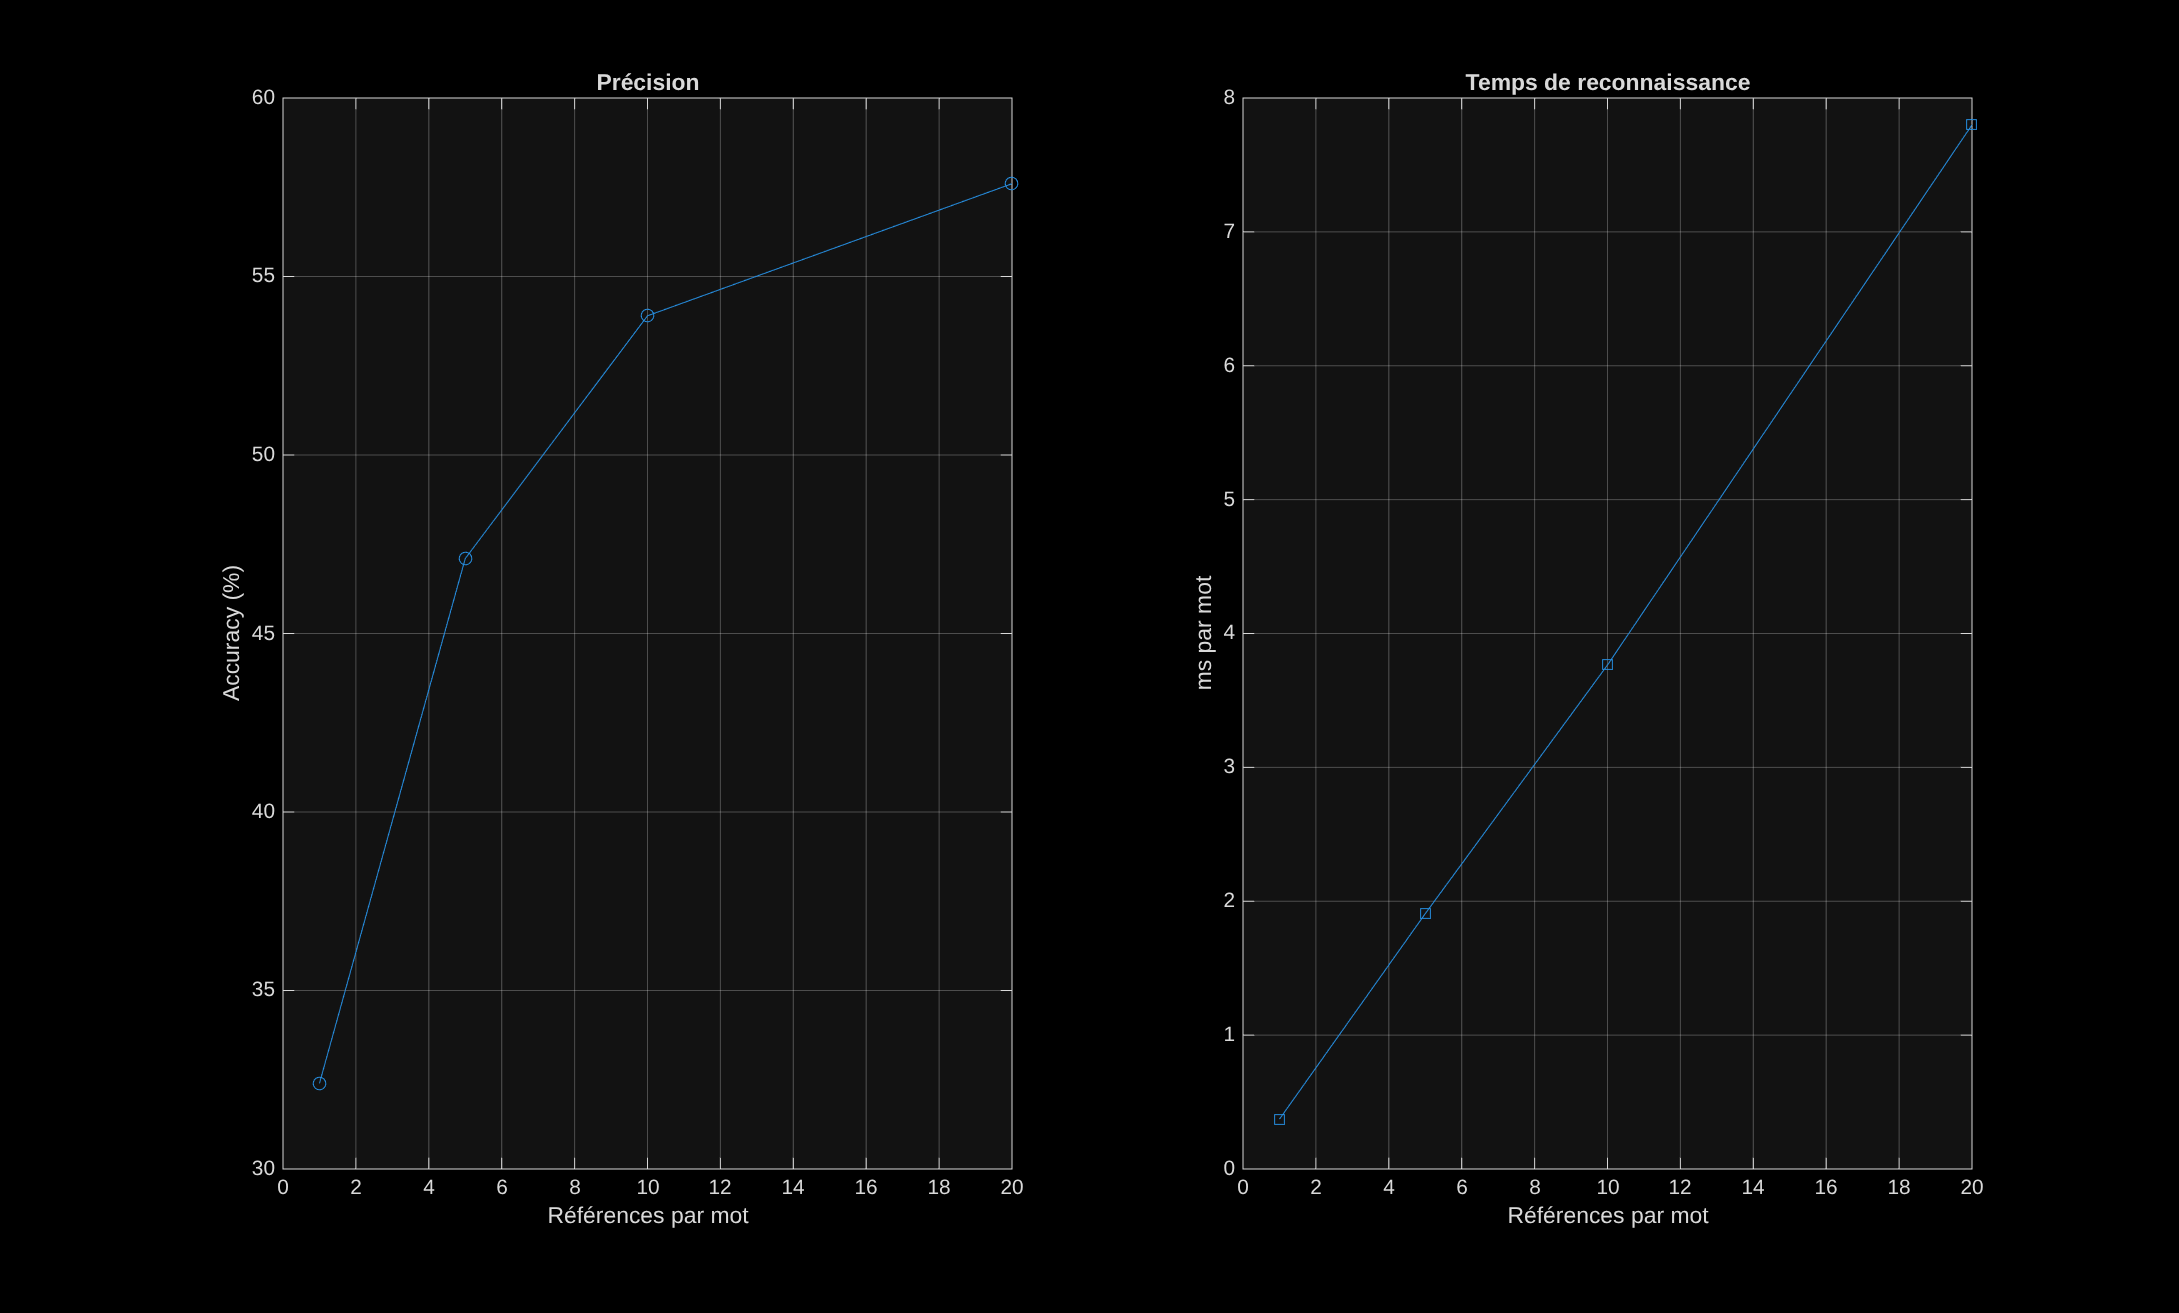 Précision
60
55
50
45
40
35
30
Accuracy (%)
0 2 4 6 8 10 12 14 16 18 20
Références par mot
Temps de reconnaissance
8
7
6
5
4
3
2
1
0
ms par mot
0 2 4 6 8 10 12 14 16 18 20
Références par mot